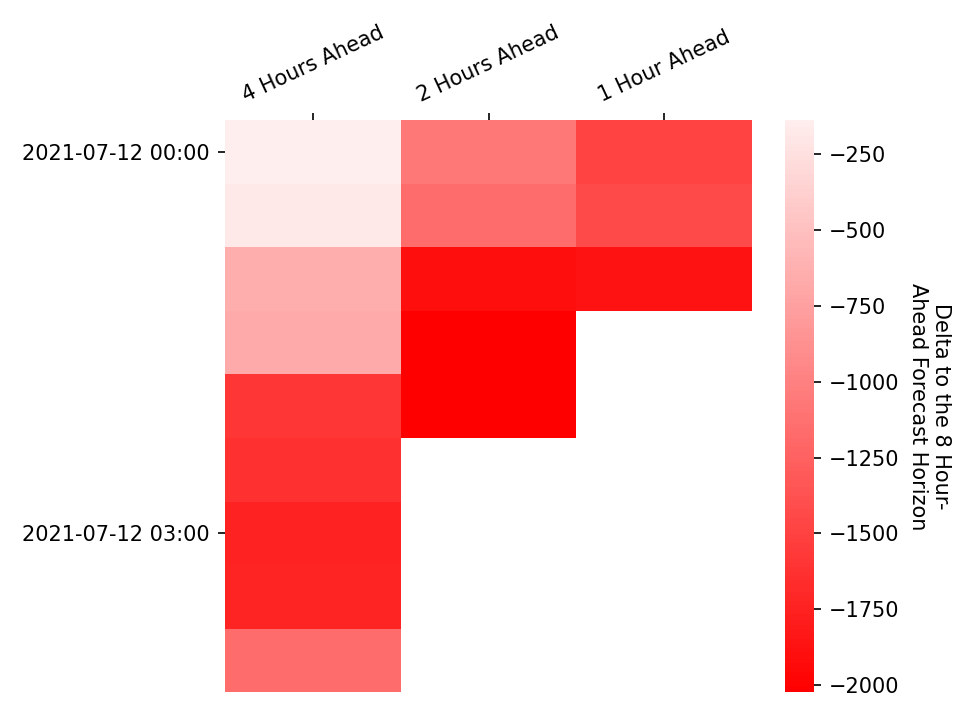 4 Hours Ahead
2 Hours Ahead
1 Hour Ahead
2021-07-12 00:00
2021-07-12 03:00
−250
−500
−750
−1000
−1250
−1500
−1750
−2000
Delta to the 8 Hour-
Ahead Forecast Horizon